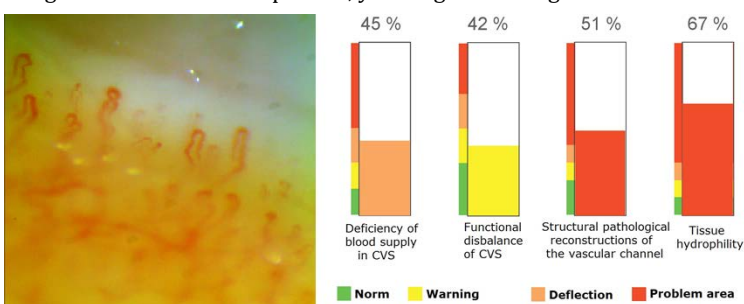 45 %
42 %
51 %
67 %
Deficiency of
blood supply
in CVS
Functional
disbalance
of CVS
Structural pathological
reconstructions of
the vascular channel
Tissue
hydrophility
Norm
Warning
Deflection
Problem area